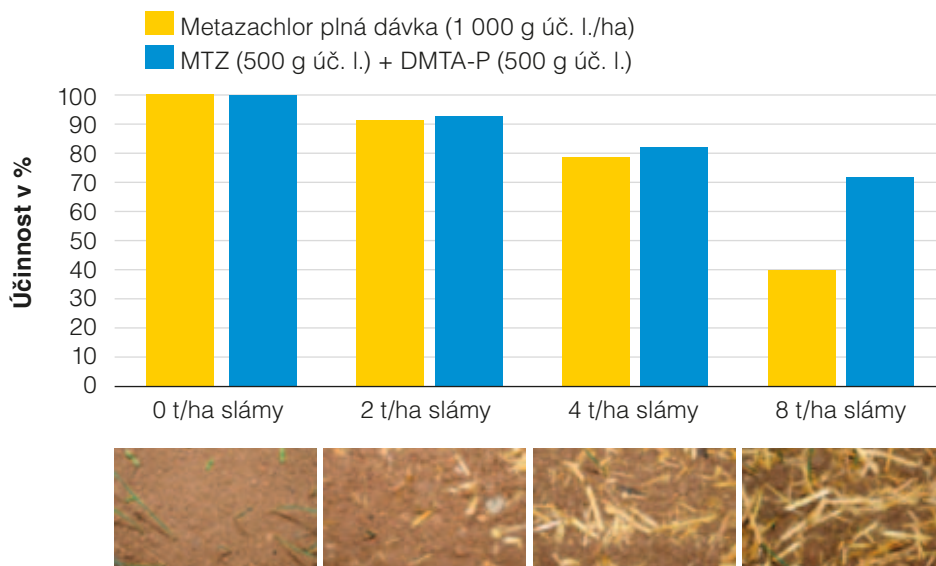 Metazachlor plná dávka (1 000 g úč. l./ha)
MTZ (500 g úč. l.) + DMTA-P (500 g úč. l.)
Účinnost v %
100
90
80
70
60
50
40
30
20
10
0
0 t/ha slámy 2 t/ha slámy 4 t/ha slámy 8 t/ha slámy